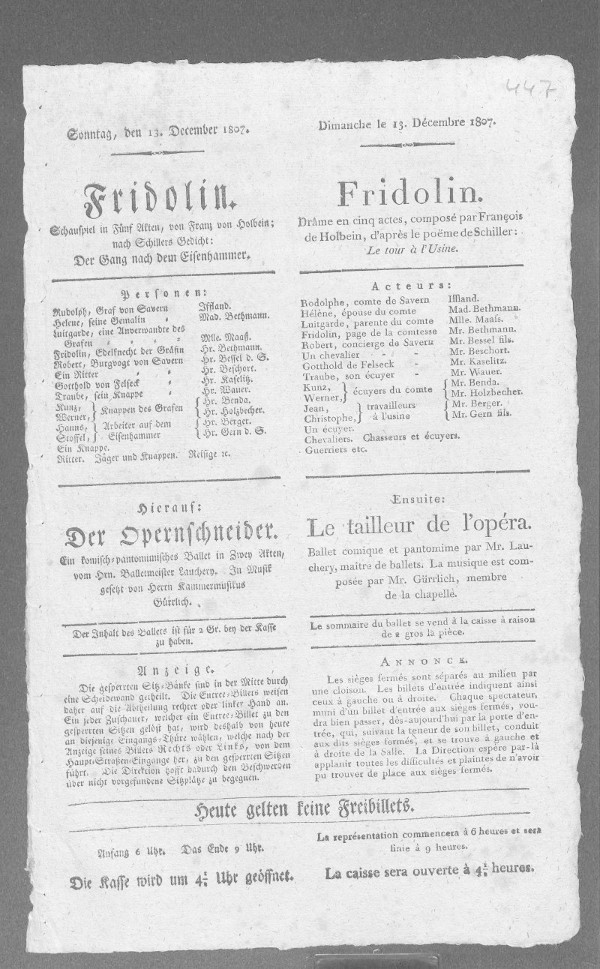 447
Sonntag, den 13. December 1807.
Fridolin.
Schauspiel in Fünf Akten, von Franz von Holbein;
nach Schillers Gedicht:
Der Gang nach dem Eisenhammer.
Personen:
Rudolph, Graf von Savern Iffland.
Helene, seine Gemalin " Mad. Bethmann.
Luitgarde, eine Anverwandte des
Grafen " " " Mlle. Maaß.
Fridolin, Edelknecht der Gräfin Hr. Bethmann.
Robert, Burgvogt von Savern Hr. Bessel d. S.
Ein Ritter " " Hr. Beschort.
Gotthold von Felseck " Hr. Kaselitz.
Traube, sein Knappe " Hr. Wauer.
Kunz, } Knappen des Grafen { Hr. Benda.
Werner, Hr. Holzbecher.
Hanns, } Arbeiter auf dem { Hr. Berger.
Stoffel, Eisenhammer Hr. Gern d. S.
Ein Knappe.
Ritter. Jäger und Knappen. Reisige ꝛc.
Hierauf:
Der Opernschneider.
Ein komisch-pantomimisches Ballet in Zwey Akten,
vom Hrn. Balletmeister Lauchery. In Musik
gesetzt von Herrn Kammermusikus
Gürrlich.
Der Inhalt des Ballets ist für 2 Gr. bey der Kasse
zu haben.
Anzeige.
Die gesperrten Sitz-Bänke sind in der Mitte durch
eine Scheidewand getheilt. Die Entree-Billets weisen
daher auf die Abtheilung rechter oder linker Hand an.
Ein jeder Zuschauer, welcher ein Entree-Billet zu den
gesperrten Sitzen gelöst hat, wird deshalb von heute
an diejenige Eingangs-Thüre wählen, welche nach der
Anzeige seines Billets Rechts oder Links, von dem
Haupt-Straßen-Eingange her, zu den gesperrten Sitzen
führt. Die Direktion hofft dadurch den Beschwerden
über nicht vorgefundene Sitzplätze zu begegnen.
Dimanche le 13. Décembre 1807.
Fridolin.
Drâme en cinq actes, composé par François
de Holbein, d'après le poëme de Schiller:
Le tour à l'Usine.
Acteurs:
Rodolphe, comte de Savern Iffland.
Hélène, épouse du comte Mad. Bethmann.
Luitgarde, parente du comte Mlle. Maaſs.
Fridolin, page de la comtesse Mr. Bethmann.
Robert, concierge de Savern Mr. Bessel fils.
Un chevalier - - Mr. Beschort.
Gotthold de Felseck - Mr. Kaselitz.
Traube, son écuyer - Mr. Wauer.
Kunz, } écuyers du comte { Mr. Benda.
Werner, Mr. Holzbecher.
Jean, } travailleurs { Mr. Berger.
Christophe, à l'usine Mr. Gern fils.
Un écuyer.
Chevaliers. Chasseurs et écuyers.
Guerriers etc.
Ensuite:
Le tailleur de l'opéra.
Ballet comique et pantomime par Mr. Lau-
chery, maître de ballets. La musique est com-
posée par Mr. Gürrlich, membre
de la chapelle.
Le sommaire du ballet se vend à la caisse à raison
de 2 gros la pièce.
Annonce.
Les sièges fermés sont séparés au milieu par
une cloison. Les billets d'entrée indiquent ainsi
ceux à gauche ou à droite. Chaque spectateur,
muni d'un billet d'entrée aux sièges fermés, vou-
dra bien passer, dès-aujourd'hui par la porte d'en-
trée, qui, suivant la teneur de son billet, conduit
aux dits sièges fermés, et se trouve à gauche et
à droite de la Salle. La Direction espère par-là
applanir toutes les difficultés et plaintes de n'avoir
pu trouver de place aux sièges fermés.
Heute gelten keine Freibillets.
Anfang 6 Uhr. Das Ende 9 Uhr.
Die Kasse wird um 4½ Uhr geöffnet.
La représentation commencera à 6 heures et sera
finie à 9 heures.
La caisse sera ouverte à 4½ heures.